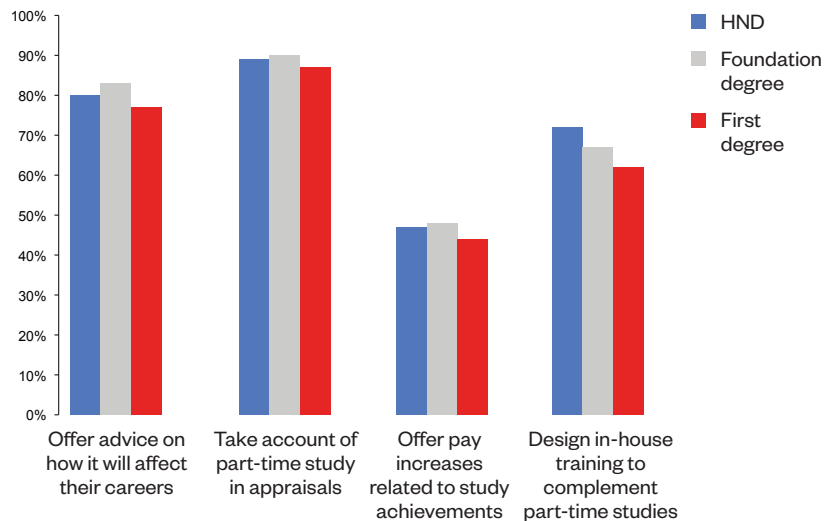 100%
90%
80%
70%
60%
50%
40%
30%
20%
10%
0%
HND
Foundation
degree
First
degree
Offer advice on
how it will affect
their careers
Take account of
part-time study
in appraisals
Offer pay
increases
related to study
achievements
Design in-house
training to
complement
part-time studies